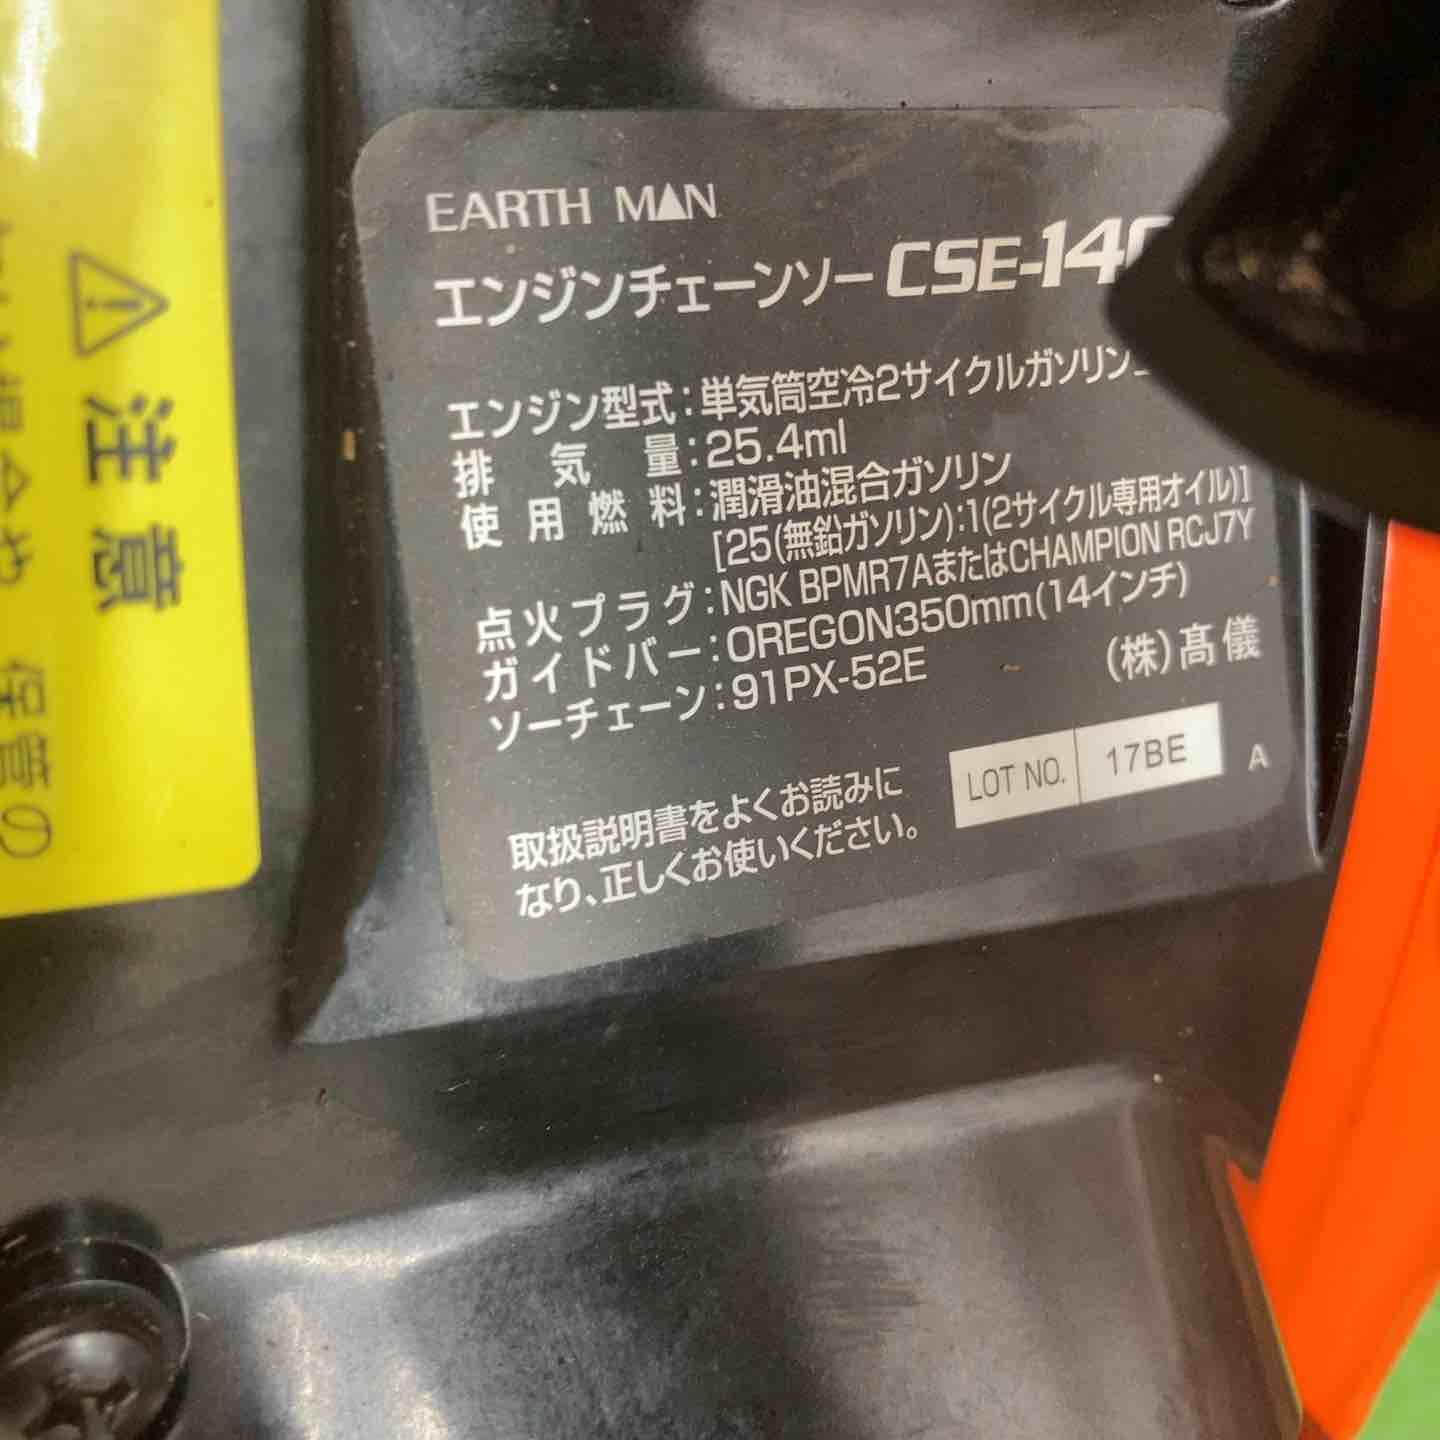 EARTH MAN
エンジンチェーンソー CSE-14
エンジン型式:単気筒空冷2サイクルガソリン
排気量:25.4ml
使用燃料:潤滑油混合ガソリン
[25(無鉛ガソリン):1(2サイクル専用オイル)]
点火プラグ:NGK BPMR7AまたはCHAMPION RCJ7Y
ガイドバー:OREGON350mm(14インチ)
ソーチェーン:91PX-52E
(株)髙儀
LOT NO. 17BE
A
取扱説明書をよくお読みに
なり、正しくお使いください。
注意
保管の